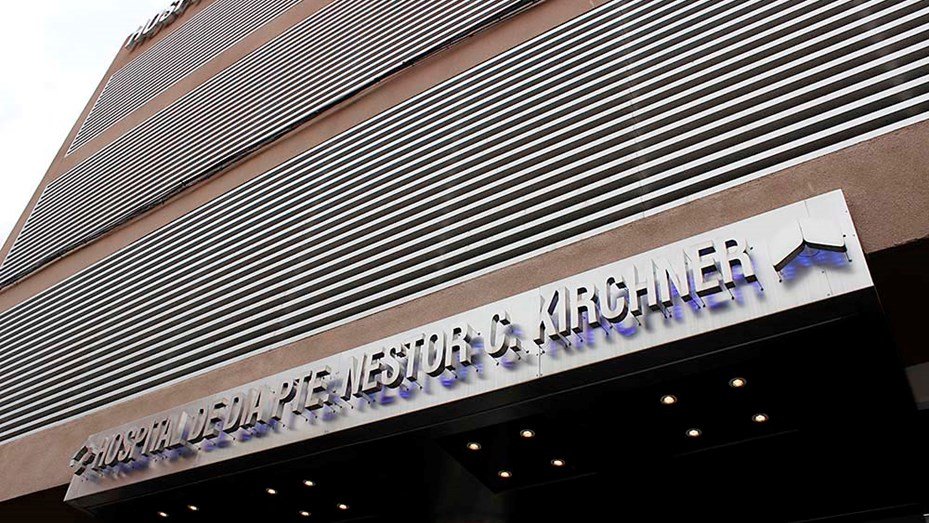 HOSPITAL DE DIA PTE. NESTOR C. KIRCHNER